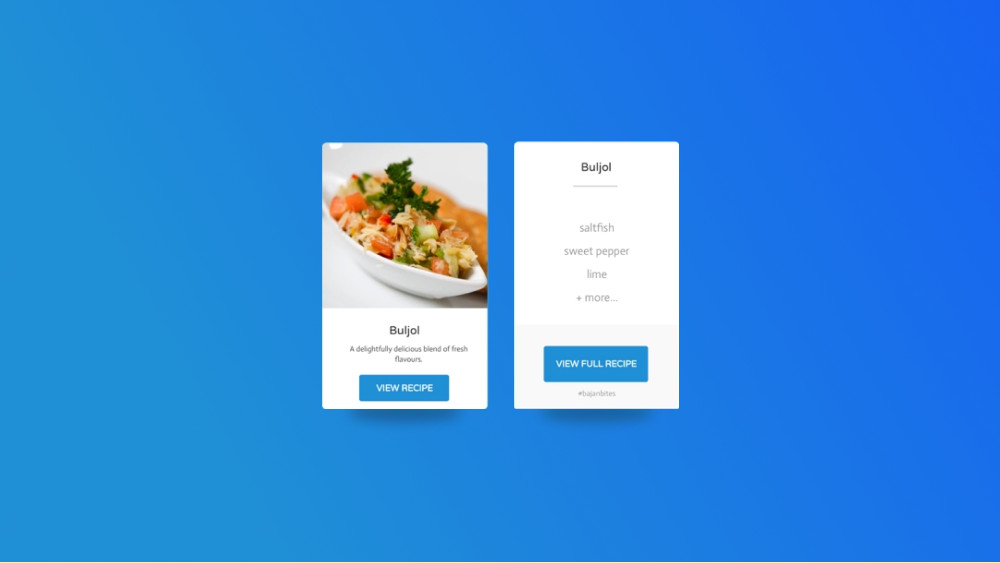 Buljol
A delightfully delicious blend of fresh
flavours.
VIEW RECIPE
Buljol
saltfish
sweet pepper
lime
+ more...
VIEW FULL RECIPE
#bajanbites